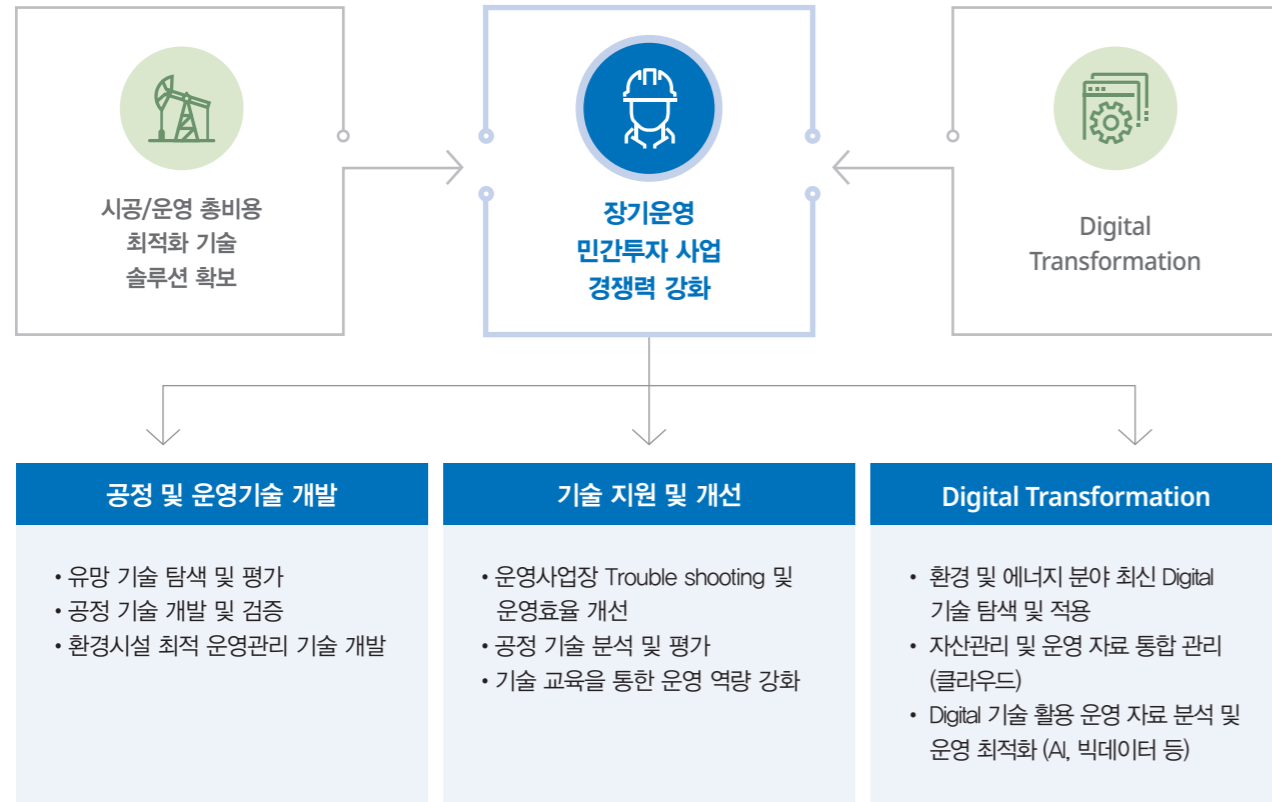 시공/운영 총비용
최적화 기술
솔루션 확보
장기운영
민간투자 사업
경쟁력 강화
Digital
Transformation
공정 및 운영기술 개발
• 유망 기술 탐색 및 평가
• 공정 기술 개발 및 검증
• 환경시설 최적 운영관리 기술 개발
기술 지원 및 개선
• 운영사업장 Trouble shooting 및
운영효율 개선
• 공정 기술 분석 및 평가
• 기술 교육을 통한 운영 역량 강화
Digital Transformation
• 환경 및 에너지 분야 최신 Digital
기술 탐색 및 적용
• 자산관리 및 운영 자료 통합 관리
(클라우드)
• Digital 기술 활용 운영 자료 분석 및
운영 최적화 (AI, 빅데이터 등)